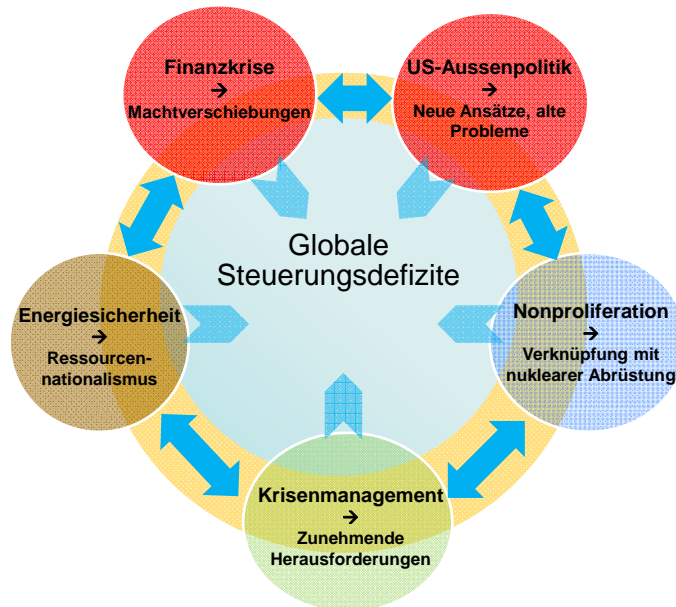 Finanzkrise
→
Machtverschiebungen
US-Aussenpolitik
→
Neue Ansätze, alte
Probleme
Globale
Steuerungsdefizite
Energiesicherheit
→
Ressourcen-
nationalismus
Nonproliferation
→
Verknüpfung mit
nuklearer Abrüstung
Krisenmanagement
→
Zunehmende
Herausforderungen